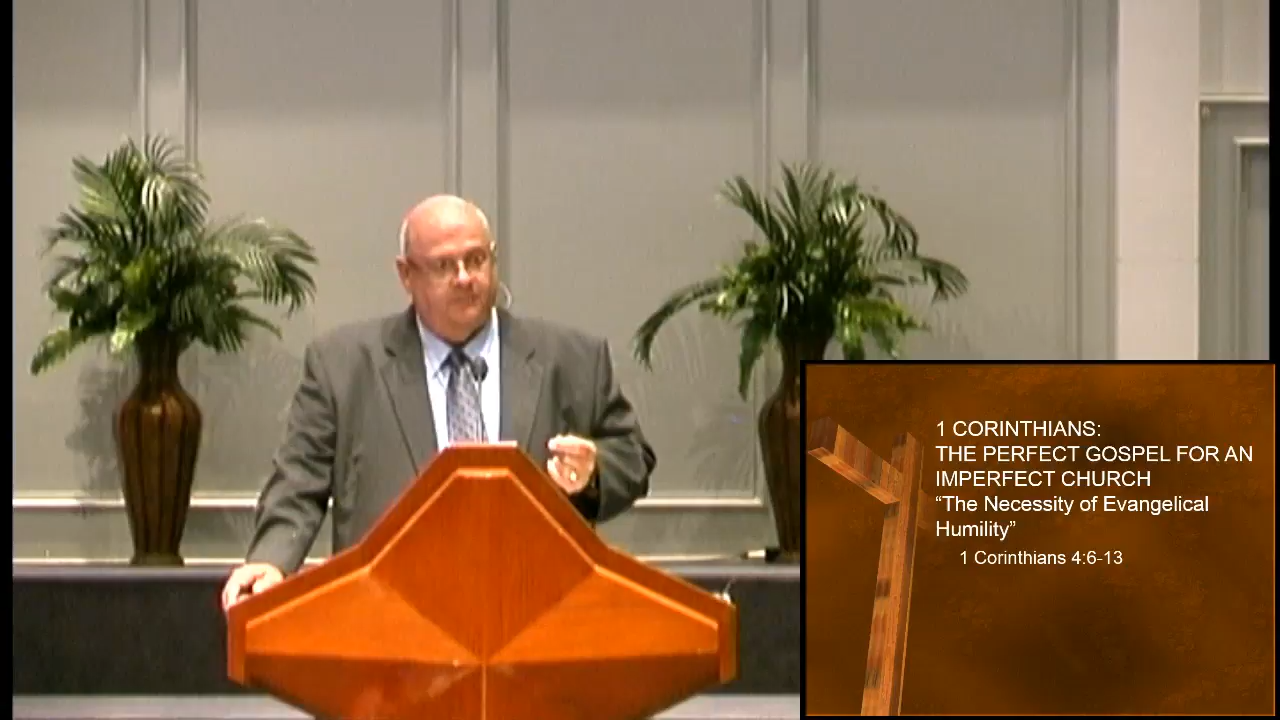 1 CORINTHIANS:
THE PERFECT GOSPEL FOR AN
IMPERFECT CHURCH
“The Necessity of Evangelical
Humility”
1 Corinthians 4:6-13